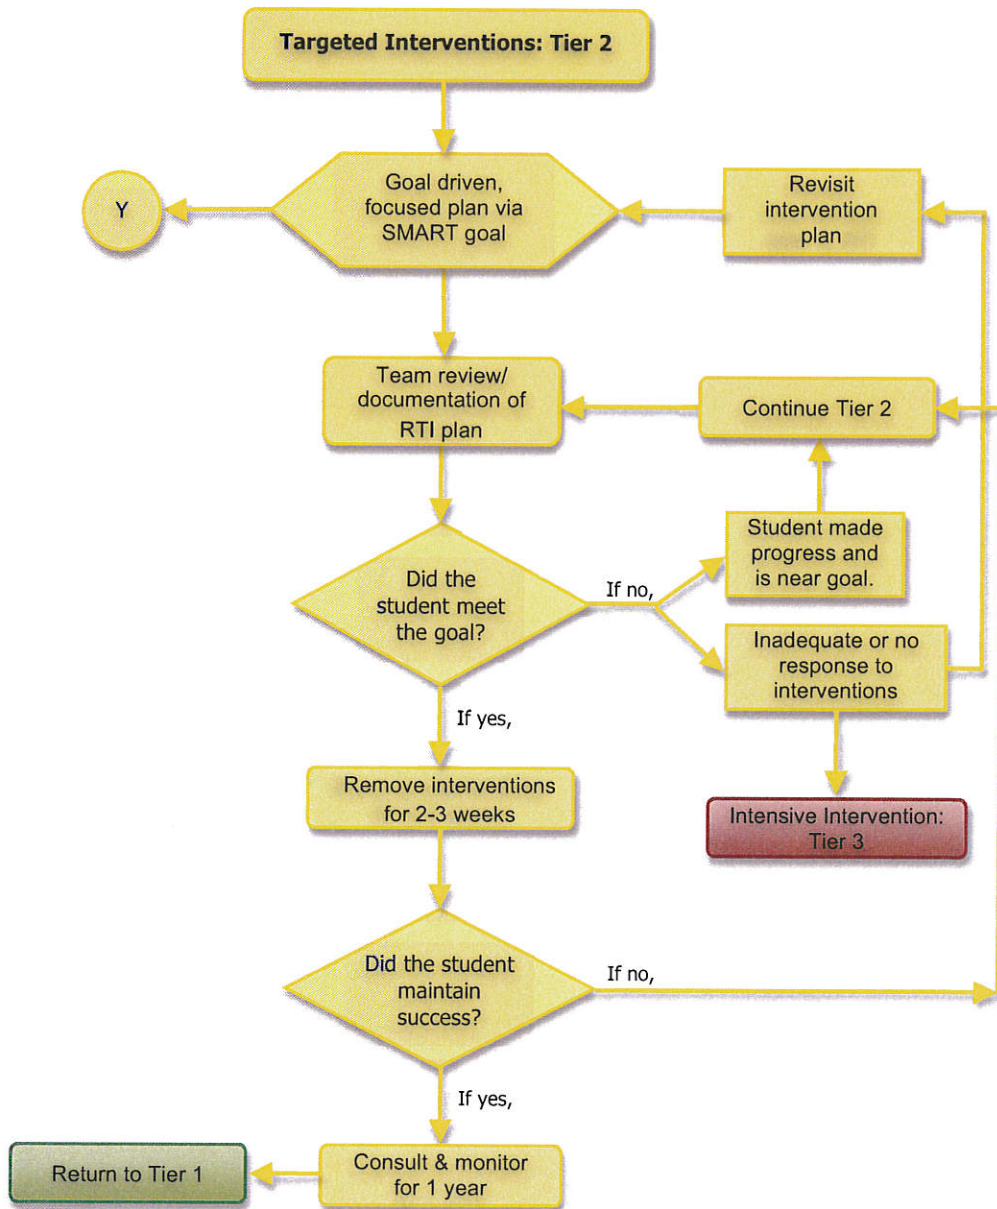 Targeted Interventions: Tier 2
Y
Goal driven,
focused plan via
SMART goal
Revisit
intervention
plan
Team review/
documentation of
RTI plan
Continue Tier 2
Did the
student meet
the goal?
If no,
Student made
progress and
is near goal.
Inadequate or no
response to
interventions
If yes,
Remove interventions
for 2-3 weeks
Intensive Intervention:
Tier 3
Did the student
maintain
success?
If no,
If yes,
Return to Tier 1
Consult & monitor
for 1 year